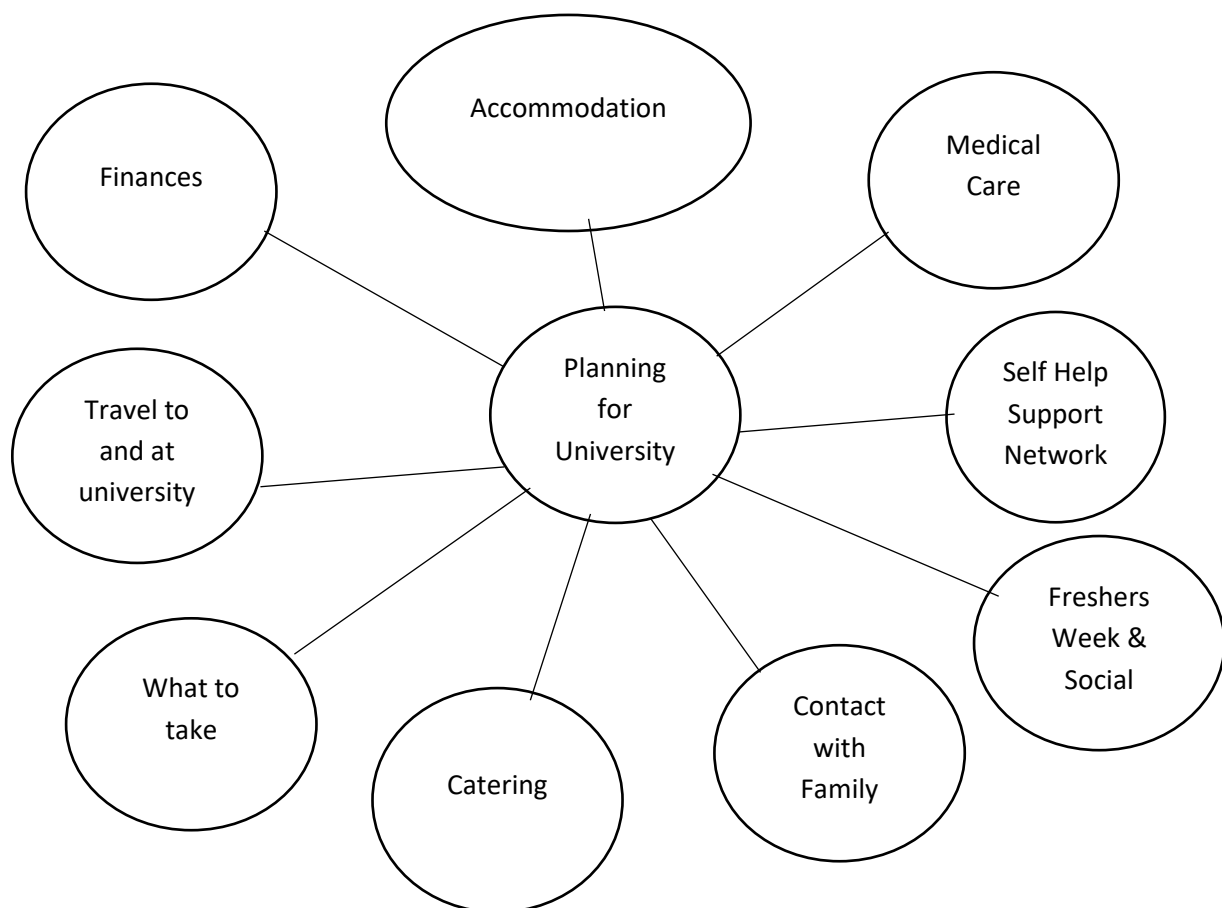 Accommodation
Finances
Medical
Care
Planning
for
University
Self Help
Support
Network
Travel to
and at
university
Freshers
Week &
Social
What to
take
Catering
Contact
with
Family